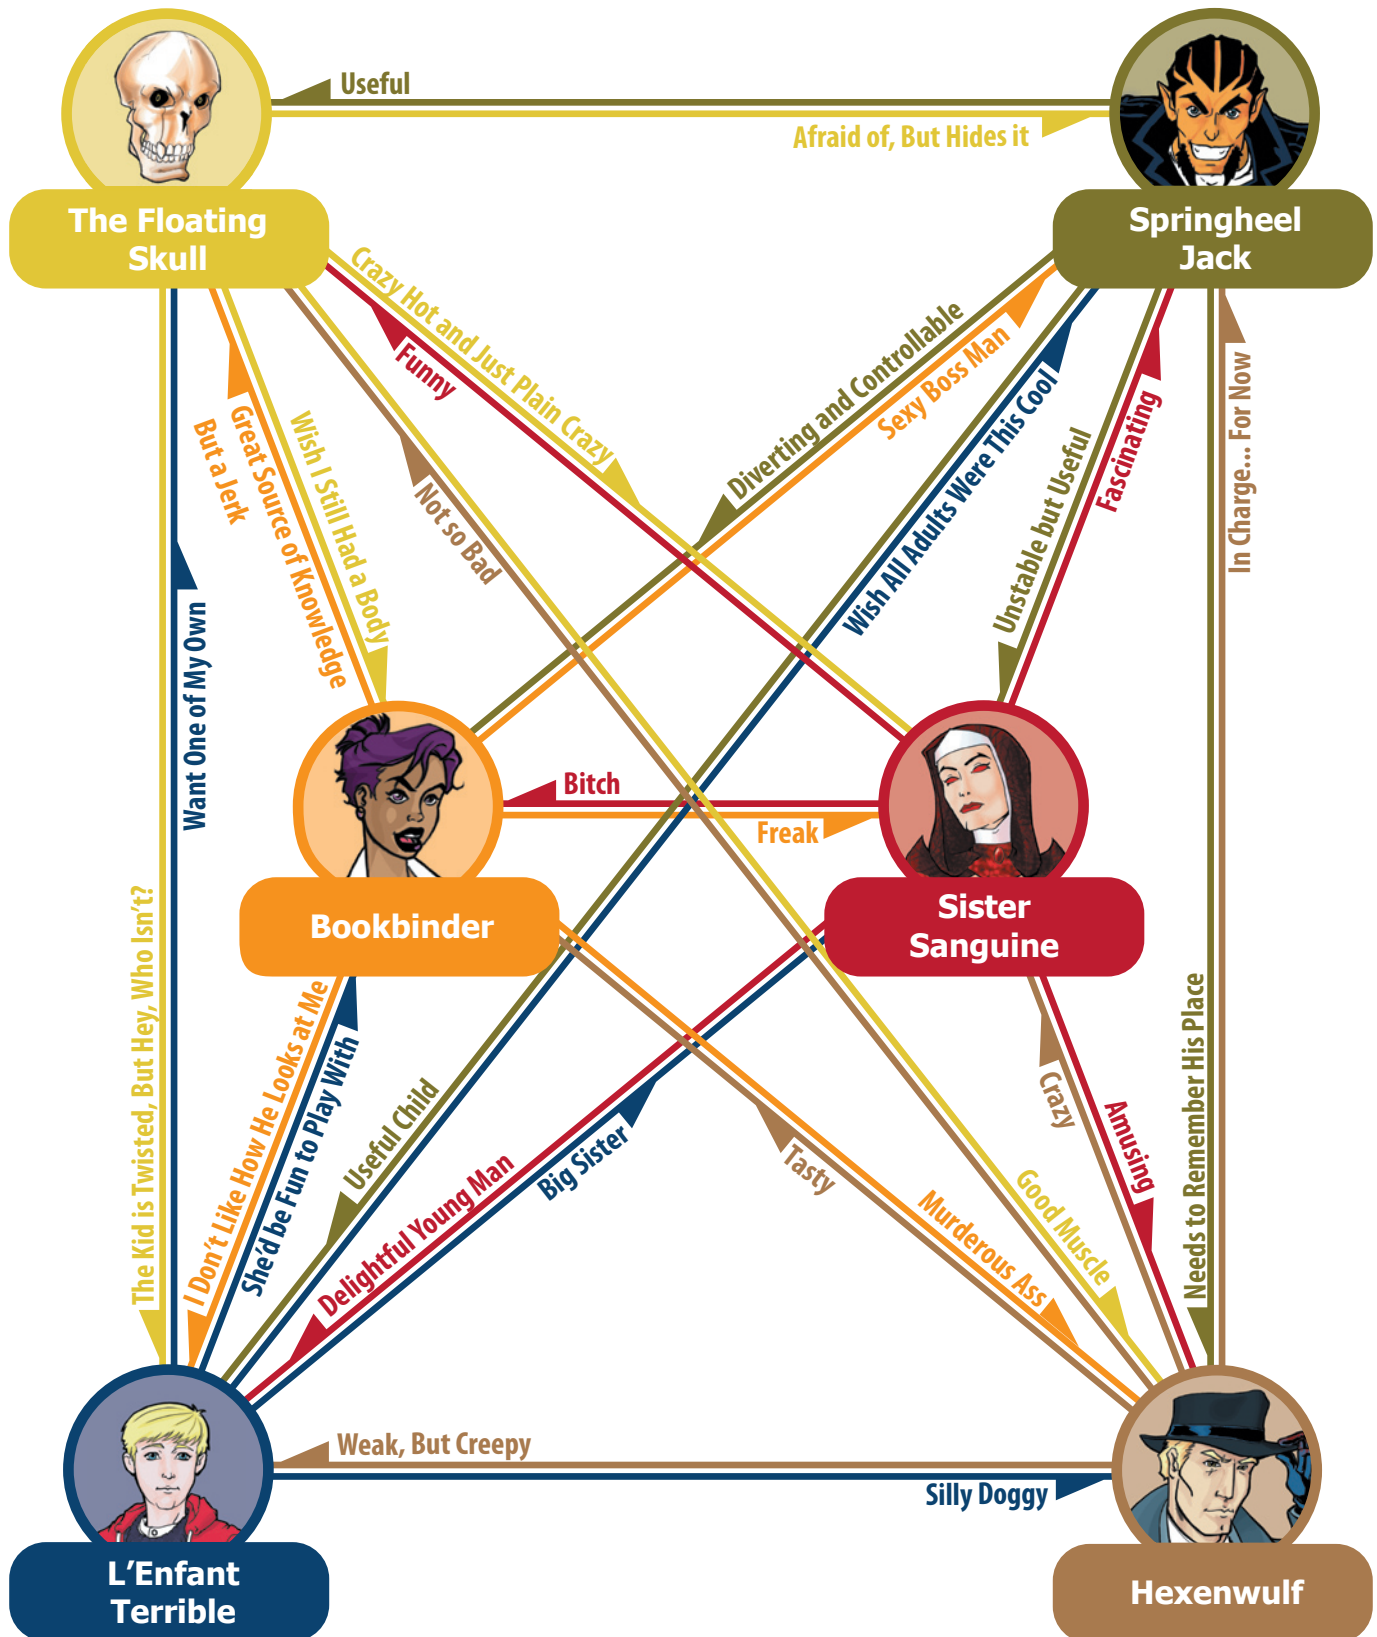 Useful
Afraid of, But Hides it
The Floating
Skull
Springheel
Jack
Crazy Hot and Just Plain Crazy
Funny
Diverting and Controllable
Sexy Boss Man
Wish All Adults Were This Cool
Unstable but Useful
Fascinating
In Charge... For Now
Great Source of Knowledge
But a Jerk
Wish I Still Had a Body
Not so Bad
Want One of My Own
Bitch
Freak
Bookbinder
Sister
Sanguine
The Kid is Twisted, But Hey, Who Isn't?
I Don't Like How He Looks at Me
She'd be Fun to Play With
Useful Child
Delightful Young Man
Big Sister
Tasty
Murderous Ass
Good Muscle
Crazy
Amusing
Needs to Remember His Place
Weak, But Creepy
Silly Doggy
L'Enfant
Terrible
Hexenwulf